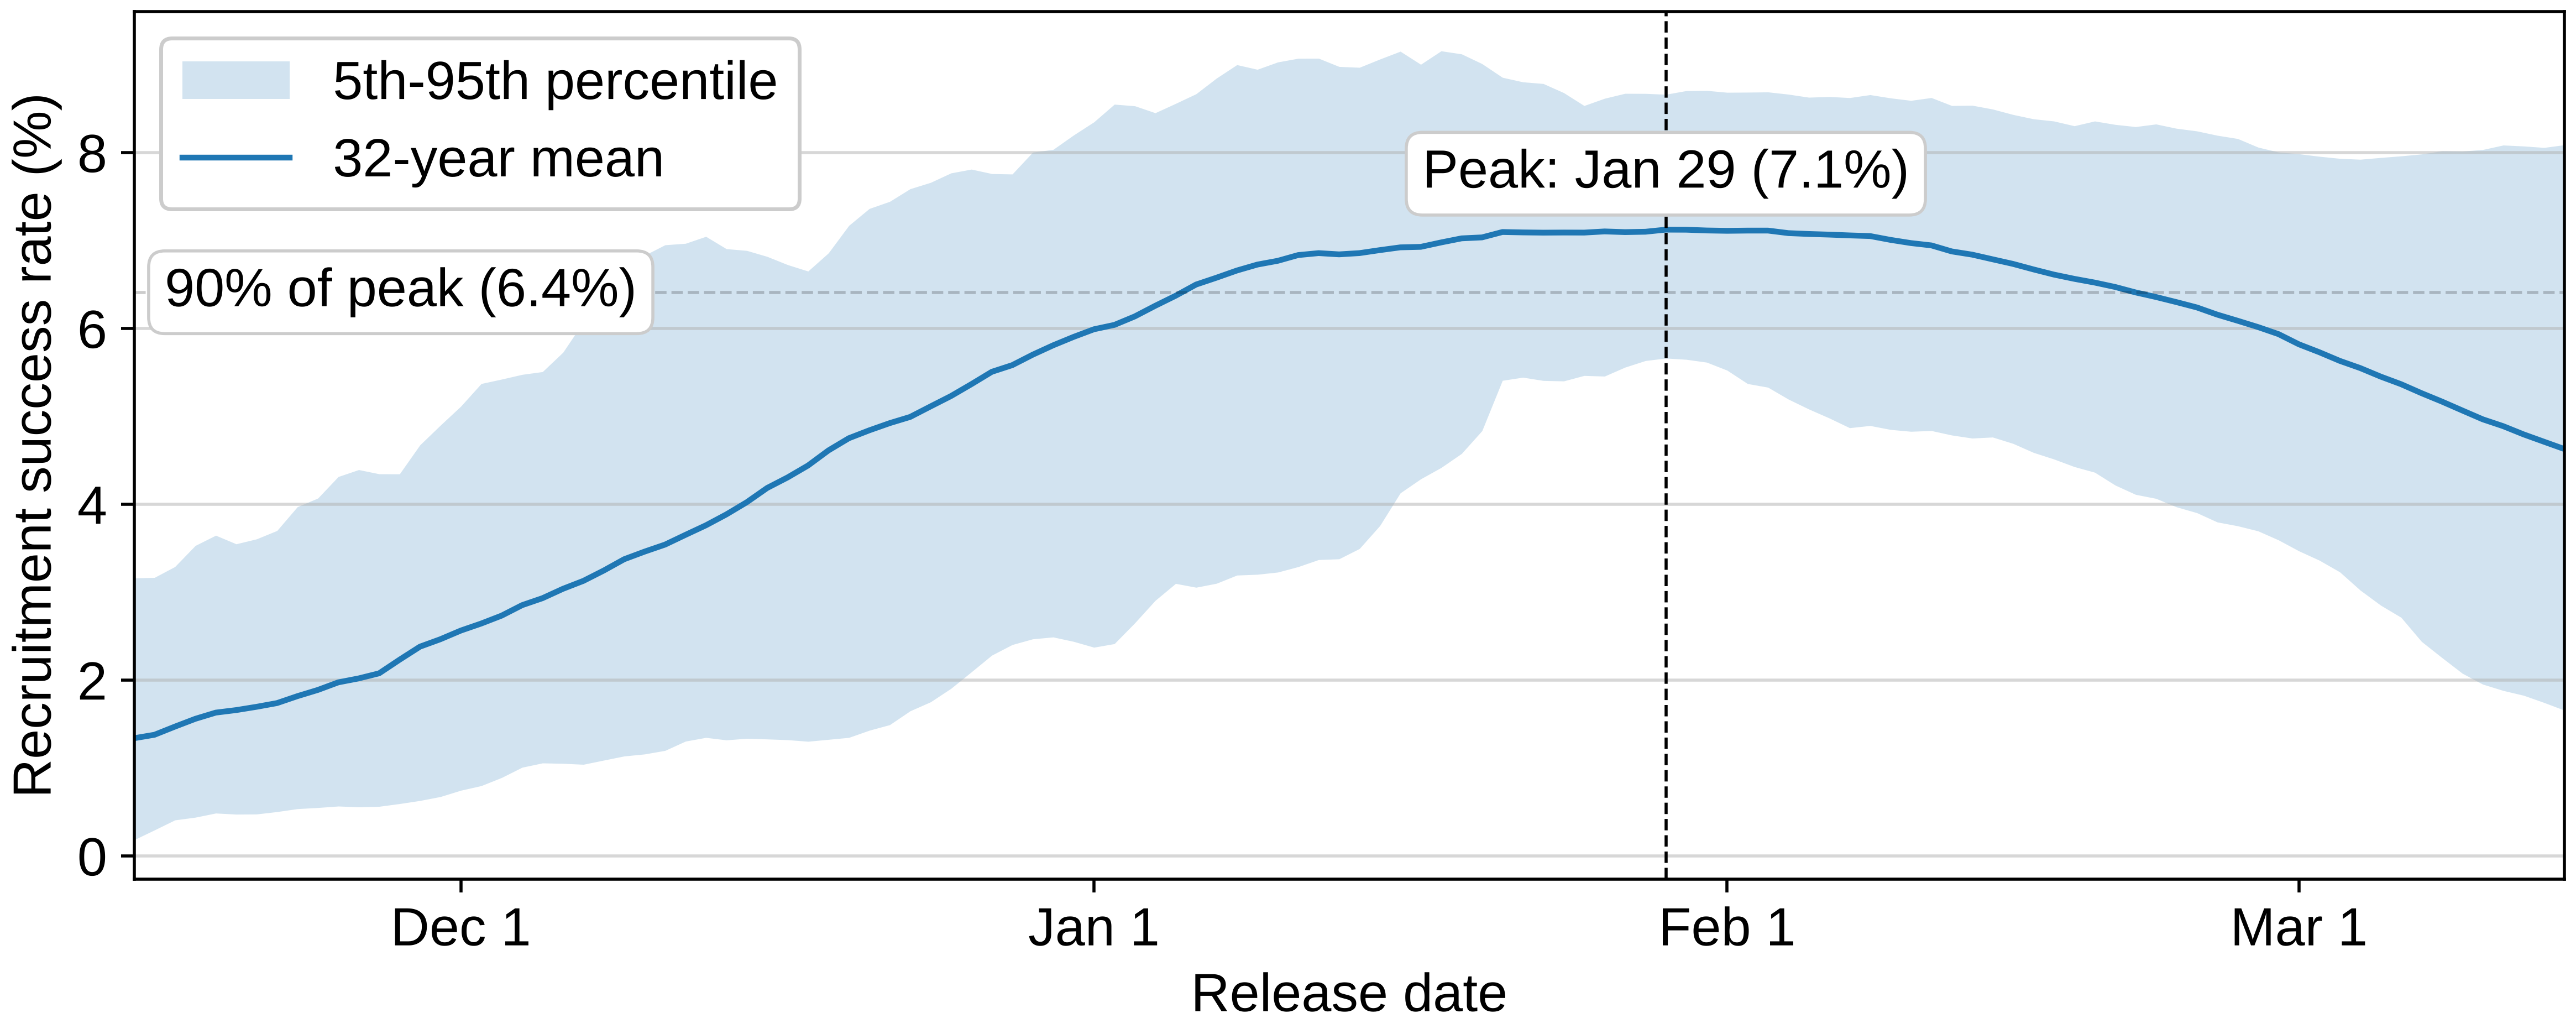 5th-95th percentile
32-year mean
Peak: Jan 29 (7.1%)
90% of peak (6.4%)
Recruitment success rate (%)
8
6
4
2
0
Dec 1
Jan 1
Feb 1
Mar 1
Release date